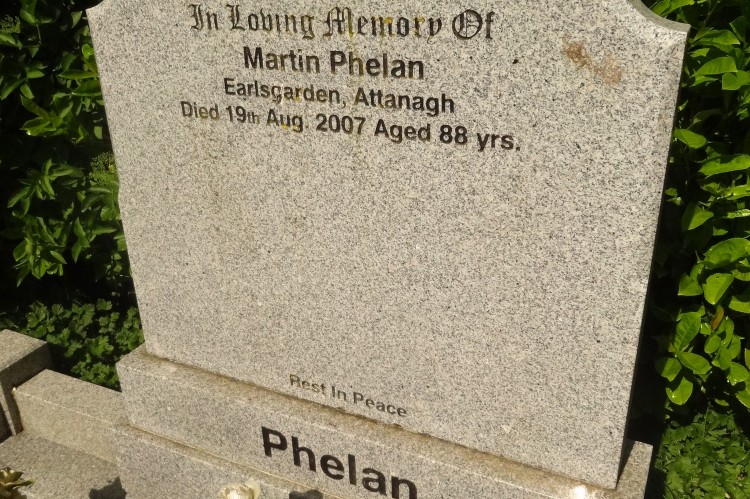 In Loving Memory Of
Martin Phelan
Earlsgarden, Attanagh
Died 19th Aug. 2007 Aged 88 yrs.
Rest In Peace
Phelan